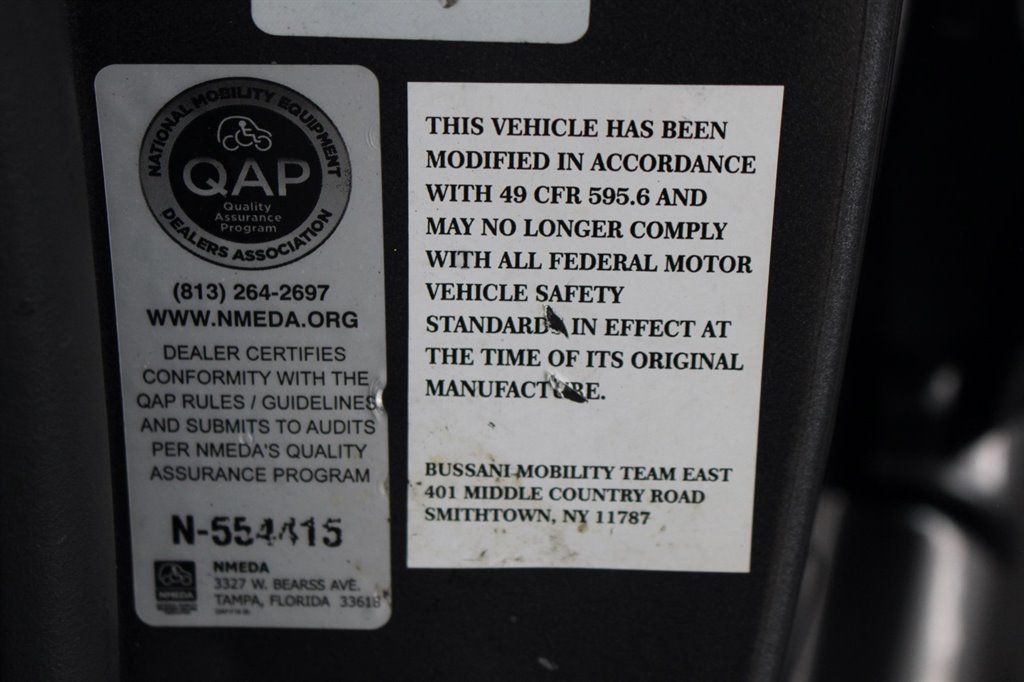 NATIONAL MOBILITY EQUIPMENT
DEALERS ASSOCIATION
QAP
Quality
Assurance
Program
(813) 264-2697
WWW.NMEDA.ORG
DEALER CERTIFIES
CONFORMITY WITH THE
QAP RULES / GUIDELINES
AND SUBMITS TO AUDITS
PER NMEDA'S QUALITY
ASSURANCE PROGRAM
N-554415
NMEDA
NMEDA
3327 W. BEARSS AVE.
TAMPA, FLORIDA 33618
THIS VEHICLE HAS BEEN
MODIFIED IN ACCORDANCE
WITH 49 CFR 595.6 AND
MAY NO LONGER COMPLY
WITH ALL FEDERAL MOTOR
VEHICLE SAFETY
STANDARDS IN EFFECT AT
THE TIME OF ITS ORIGINAL
MANUFACTURE.
BUSSANI MOBILITY TEAM EAST
401 MIDDLE COUNTRY ROAD
SMITHTOWN, NY 11787